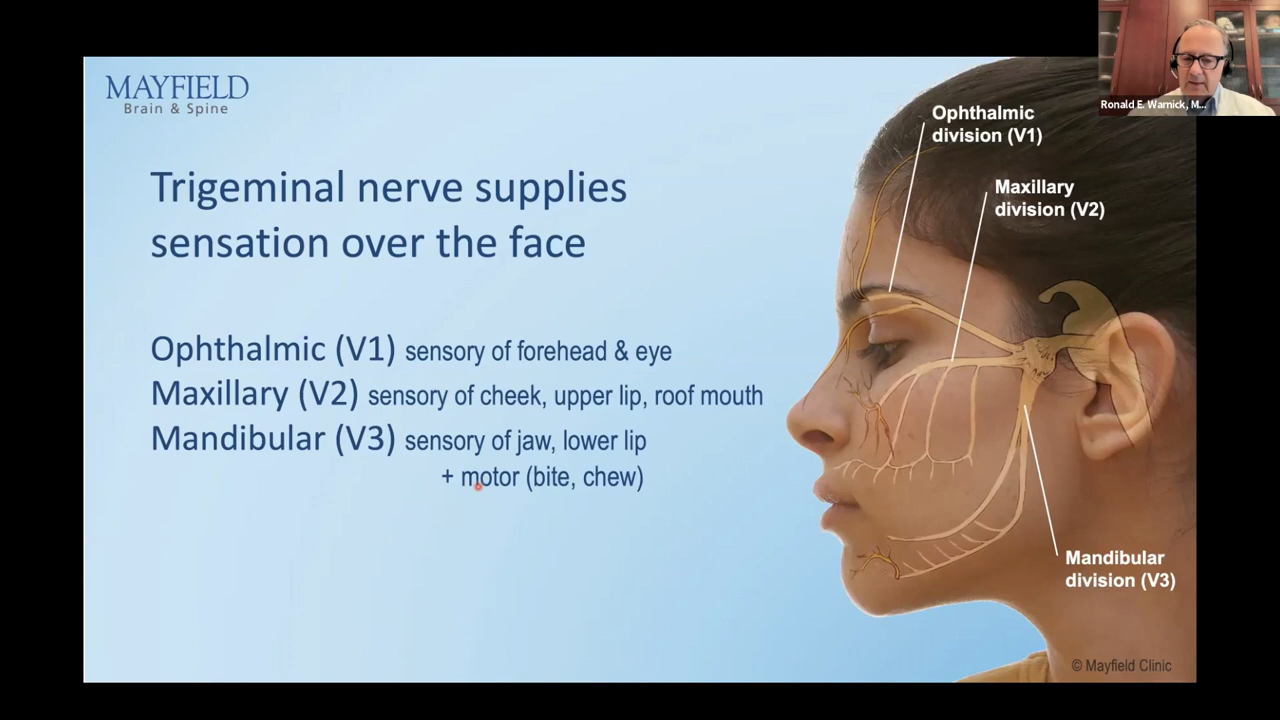 MAYFIELD
Brain & Spine
Trigeminal nerve supplies
sensation over the face
Ophthalmic (V1) sensory of forehead & eye
Maxillary (V2) sensory of cheek, upper lip, roof mouth
Mandibular (V3) sensory of jaw, lower lip
+ motor (bite, chew)
Ophthalmic
division (V1)
Maxillary
division (V2)
Mandibular
division (V3)
© Mayfield Clinic
Ronald E. Warnick, M...